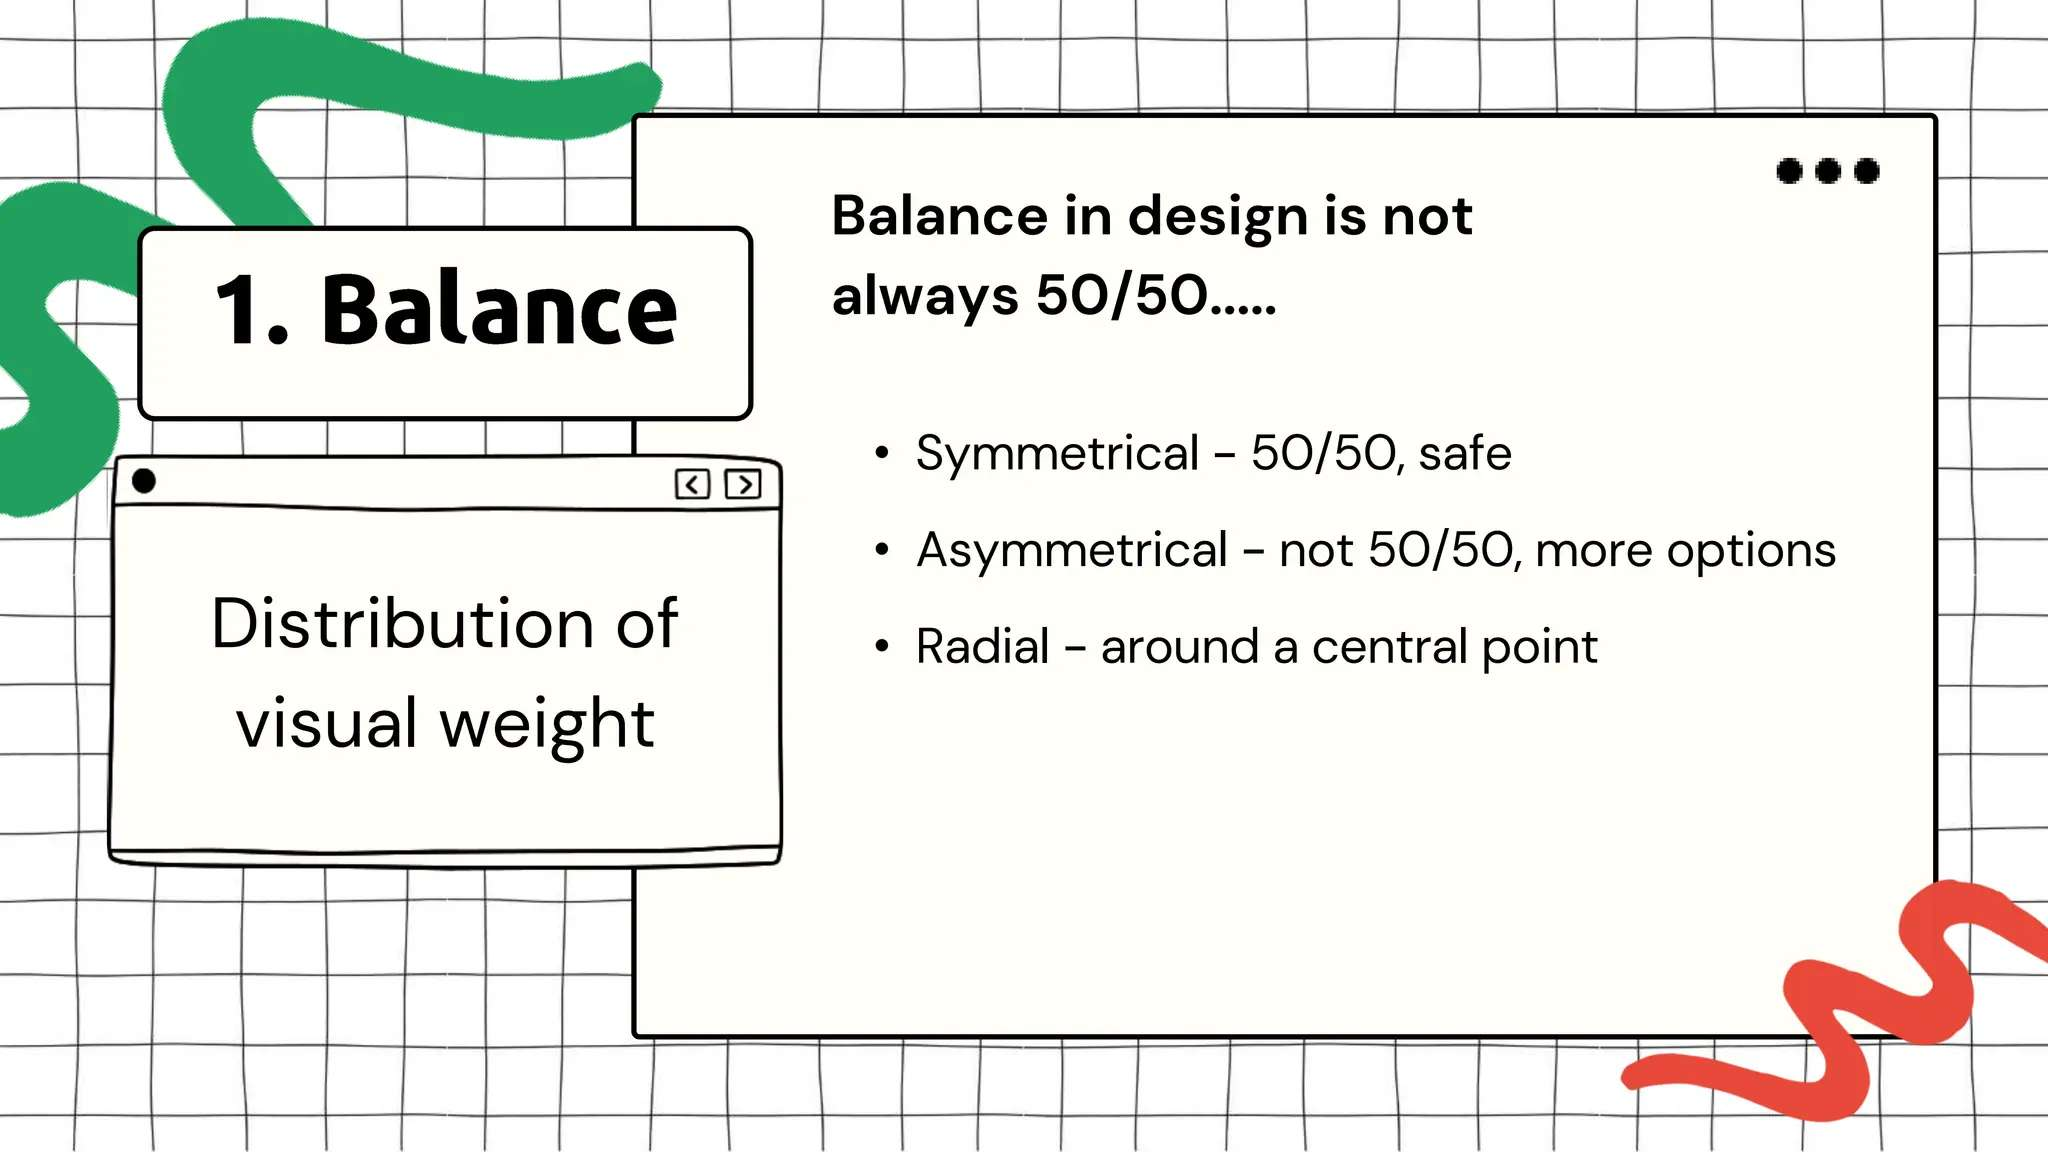 1. Balance
Distribution of
visual weight
Balance in design is not
always 50/50.....
• Symmetrical – 50/50, safe
• Asymmetrical – not 50/50, more options
• Radial – around a central point